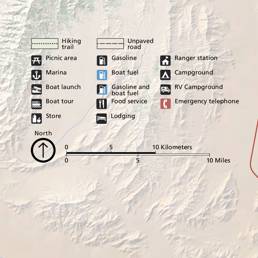 Hiking
trail
Unpaved
road
Picnic area
Marina
Boat launch
Boat tour
Store
Gasoline
Boat fuel
Gasoline and
boat fuel
Food service
Lodging
Ranger station
Campground
RV Campground
Emergency telephone
North
0 5 10 Kilometers
0 5 10 Miles